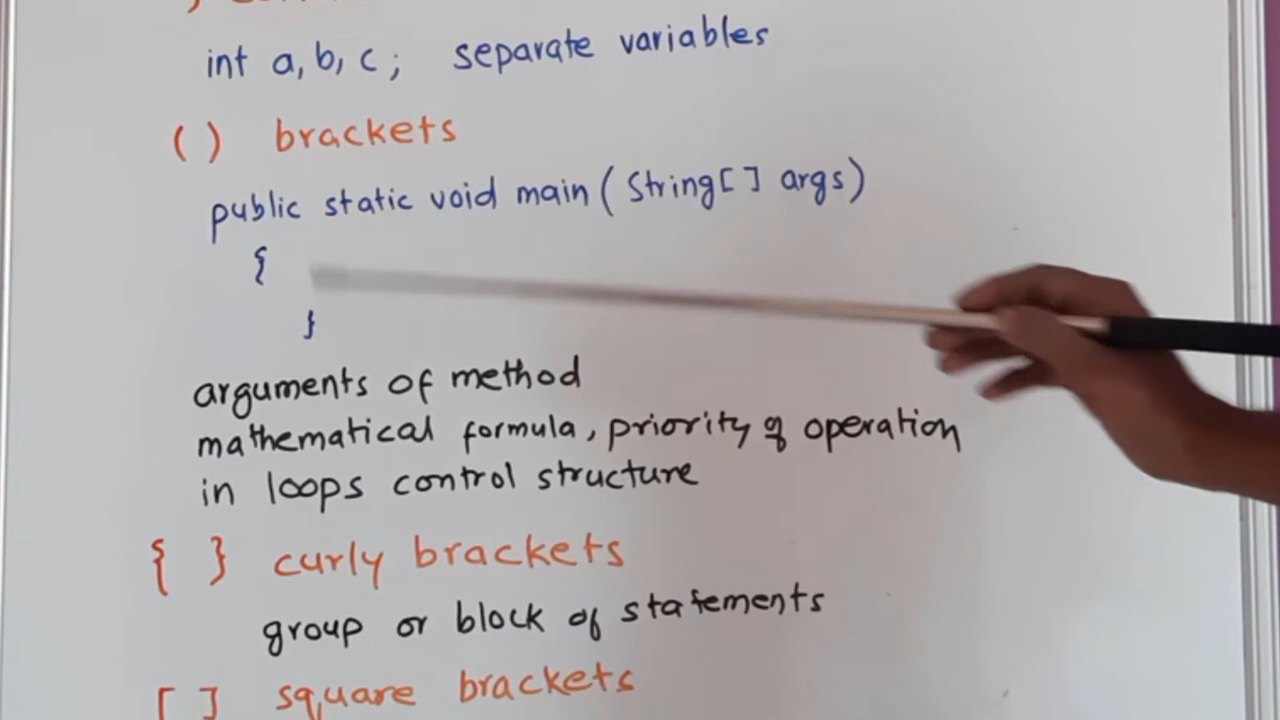 int a, b, c ; separate variables
( ) brackets
public static void main ( String[ ] args)
{
}
arguments of method
mathematical formula, priority of operation
in loops control structure
{ } curly brackets
group or block of statements
[ ] square brackets